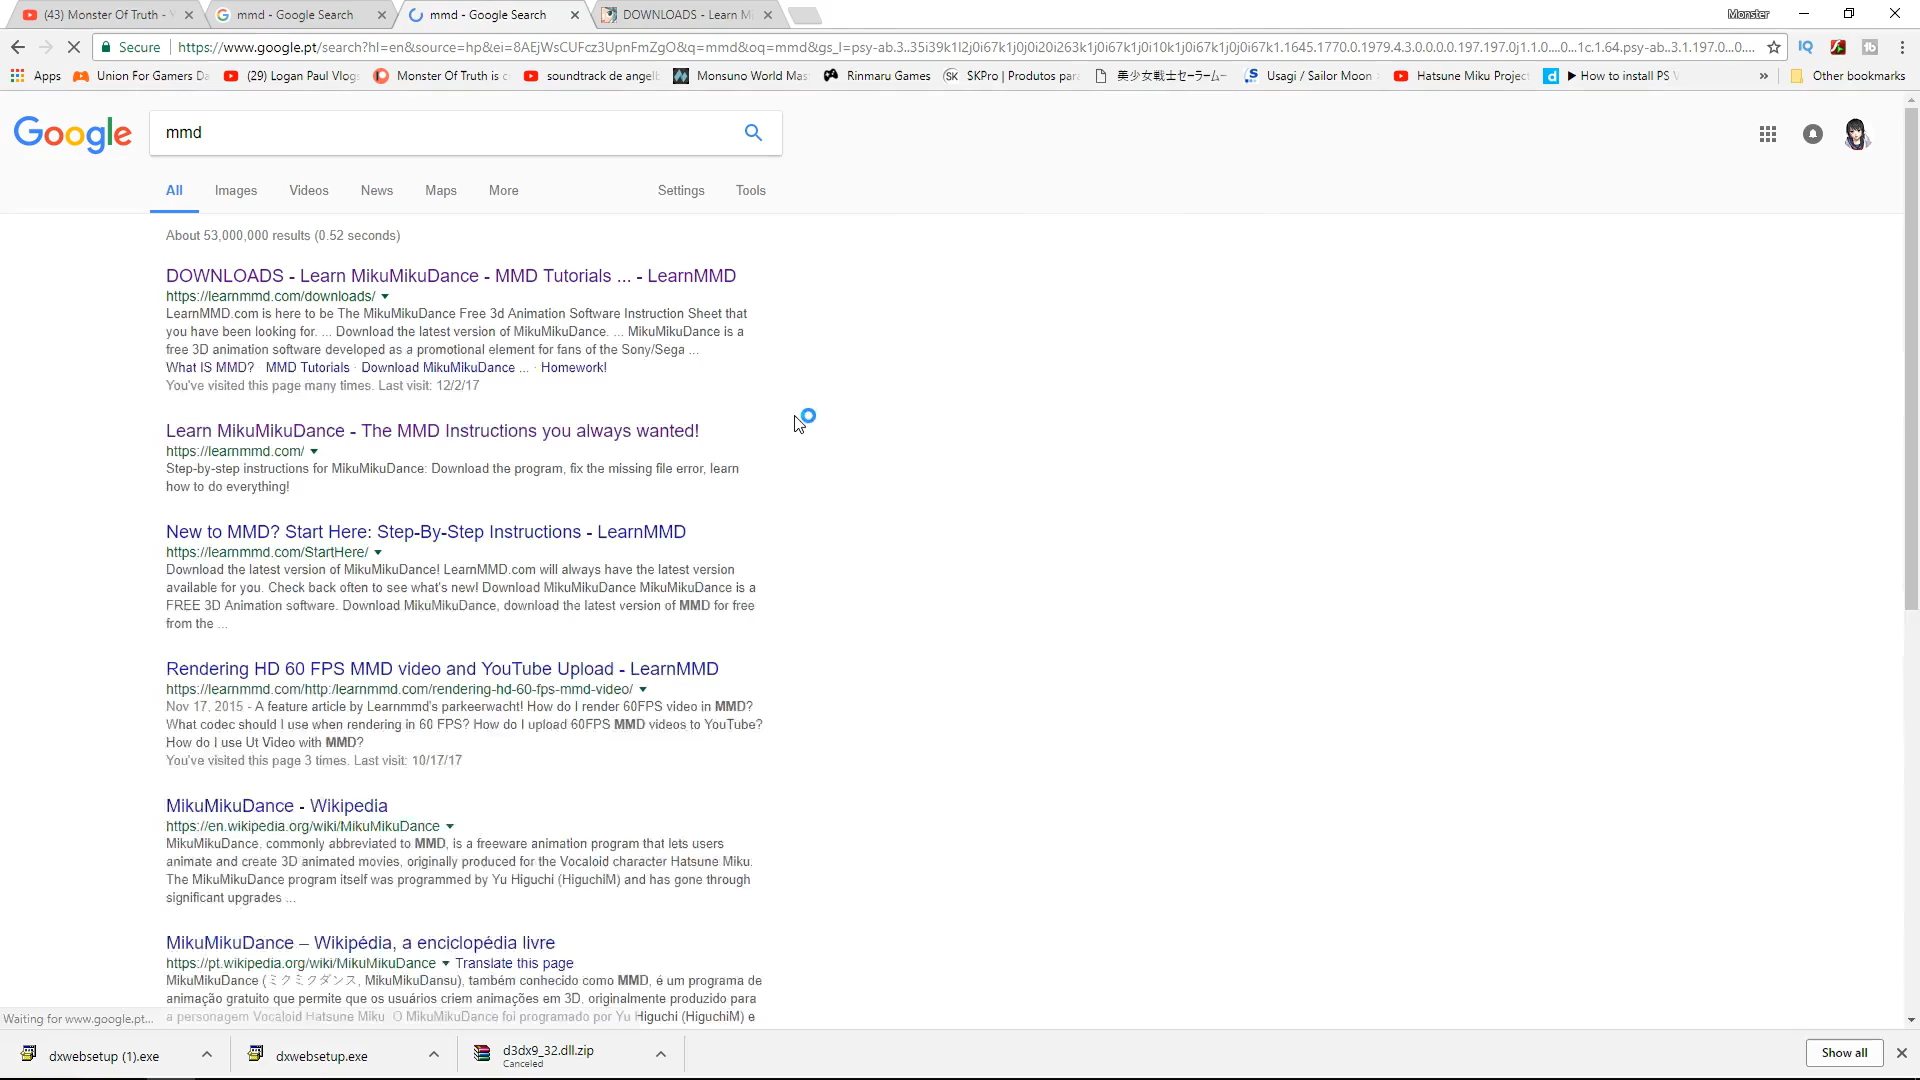 (43) Monster Of Truth - Y
mmd - Google Search
mmd - Google Search
DOWNLOADS - Learn Mi
Monster
Secure
https://www.google.pt/search?hl=en&source=hp&ei=8AEjWsCUFcz3UpnFmZgO&q=mmd&oq=mmd&gs_l=psy-ab.3..35i39k1l2j0i67k1j0j0i20i263k1j0i67k1j0j0i10k1j0i67k1j0j0i67k1.1645.1770.0.1979.4.3.0.0.0.0.197.197.0j1.1.0....0...1c.1.64.psy-ab..3.1.197.0...0....
Apps
Union For Gamers Da
(29) Logan Paul Vlogs
Monster Of Truth is c
soundtrack de angelb
Monsuno World Mas
Rinmaru Games
SKPro | Produtos para
美少女戦士セーラームー
Usagi / Sailor Moon
Hatsune Miku Project
► How to install PS V
»
Other bookmarks
Google
mmd
All
Images
Videos
News
Maps
More
Settings
Tools
About 53,000,000 results (0.52 seconds)
DOWNLOADS - Learn MikuMikuDance - MMD Tutorials ... - LearnMMD
https://learnmmd.com/downloads/
LearnMMD.com is here to be The MikuMikuDance Free 3d Animation Software Instruction Sheet that
you have been looking for. ... Download the latest version of MikuMikuDance. ... MikuMikuDance is a
free 3D animation software developed as a promotional element for fans of the Sony/Sega ...
What IS MMD? · MMD Tutorials · Download MikuMikuDance ... · Homework!
You've visited this page many times. Last visit: 12/2/17
Learn MikuMikuDance - The MMD Instructions you always wanted!
https://learnmmd.com/
Step-by-step instructions for MikuMikuDance: Download the program, fix the missing file error, learn
how to do everything!
New to MMD? Start Here: Step-By-Step Instructions - LearnMMD
https://learnmmd.com/StartHere/
Download the latest version of MikuMikuDance! LearnMMD.com will always have the latest version
available for you. Check back often to see what's new! Download MikuMikuDance MikuMikuDance is a
FREE 3D Animation software. Download MikuMikuDance, download the latest version of MMD for free
from the ...
Rendering HD 60 FPS MMD video and YouTube Upload - LearnMMD
https://learnmmd.com/http:/learnmmd.com/rendering-hd-60-fps-mmd-video/
Nov 17, 2015 - A feature article by Learnmmd's parkeerwacht! How do I render 60FPS video in MMD?
What codec should I use when rendering in 60 FPS? How do I upload 60FPS MMD videos to YouTube?
How do I use Ut Video with MMD?
You've visited this page 3 times. Last visit: 10/17/17
MikuMikuDance - Wikipedia
https://en.wikipedia.org/wiki/MikuMikuDance
MikuMikuDance, commonly abbreviated to MMD, is a freeware animation program that lets users
animate and create 3D animated movies, originally produced for the Vocaloid character Hatsune Miku.
The MikuMikuDance program itself was programmed by Yu Higuchi (HiguchiM) and has gone through
significant upgrades ...
MikuMikuDance – Wikipédia, a enciclopédia livre
https://pt.wikipedia.org/wiki/MikuMikuDance
Translate this page
MikuMikuDance (ミクミクダンス, MikuMikuDansu), também conhecido como MMD, é um programa de
animação gratuito que permite que os usuários criem animações em 3D, originalmente produzido para
a personagem Vocaloid Hatsune Miku. O MikuMikuDance foi programado por Yu Higuchi (HiguchiM) e
Waiting for www.google.pt...
dxwebsetup (1).exe
dxwebsetup.exe
d3dx9_32.dll.zip
Canceled
Show all